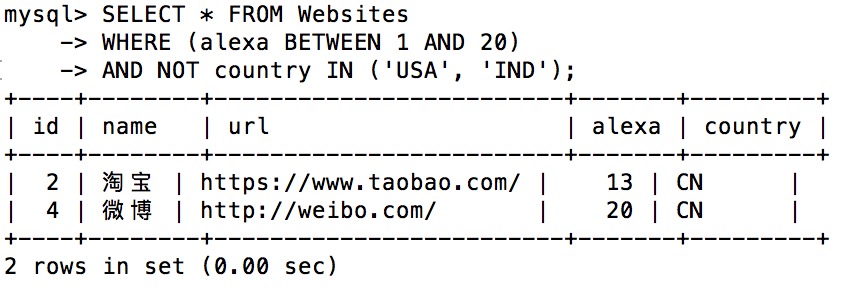 mysql> SELECT * FROM Websites
    -> WHERE (alexa BETWEEN 1 AND 20)
    -> AND NOT country IN ('USA', 'IND');
+----+--------+---------------------------+-------+---------+
| id | name   | url                       | alexa | country |
+----+--------+---------------------------+-------+---------+
|  2 | 淘宝 | https://www.taobao.com/ |    13 | CN      |
|  4 | 微博 | http://weibo.com/       |    20 | CN      |
+----+--------+---------------------------+-------+---------+
2 rows in set (0.00 sec)